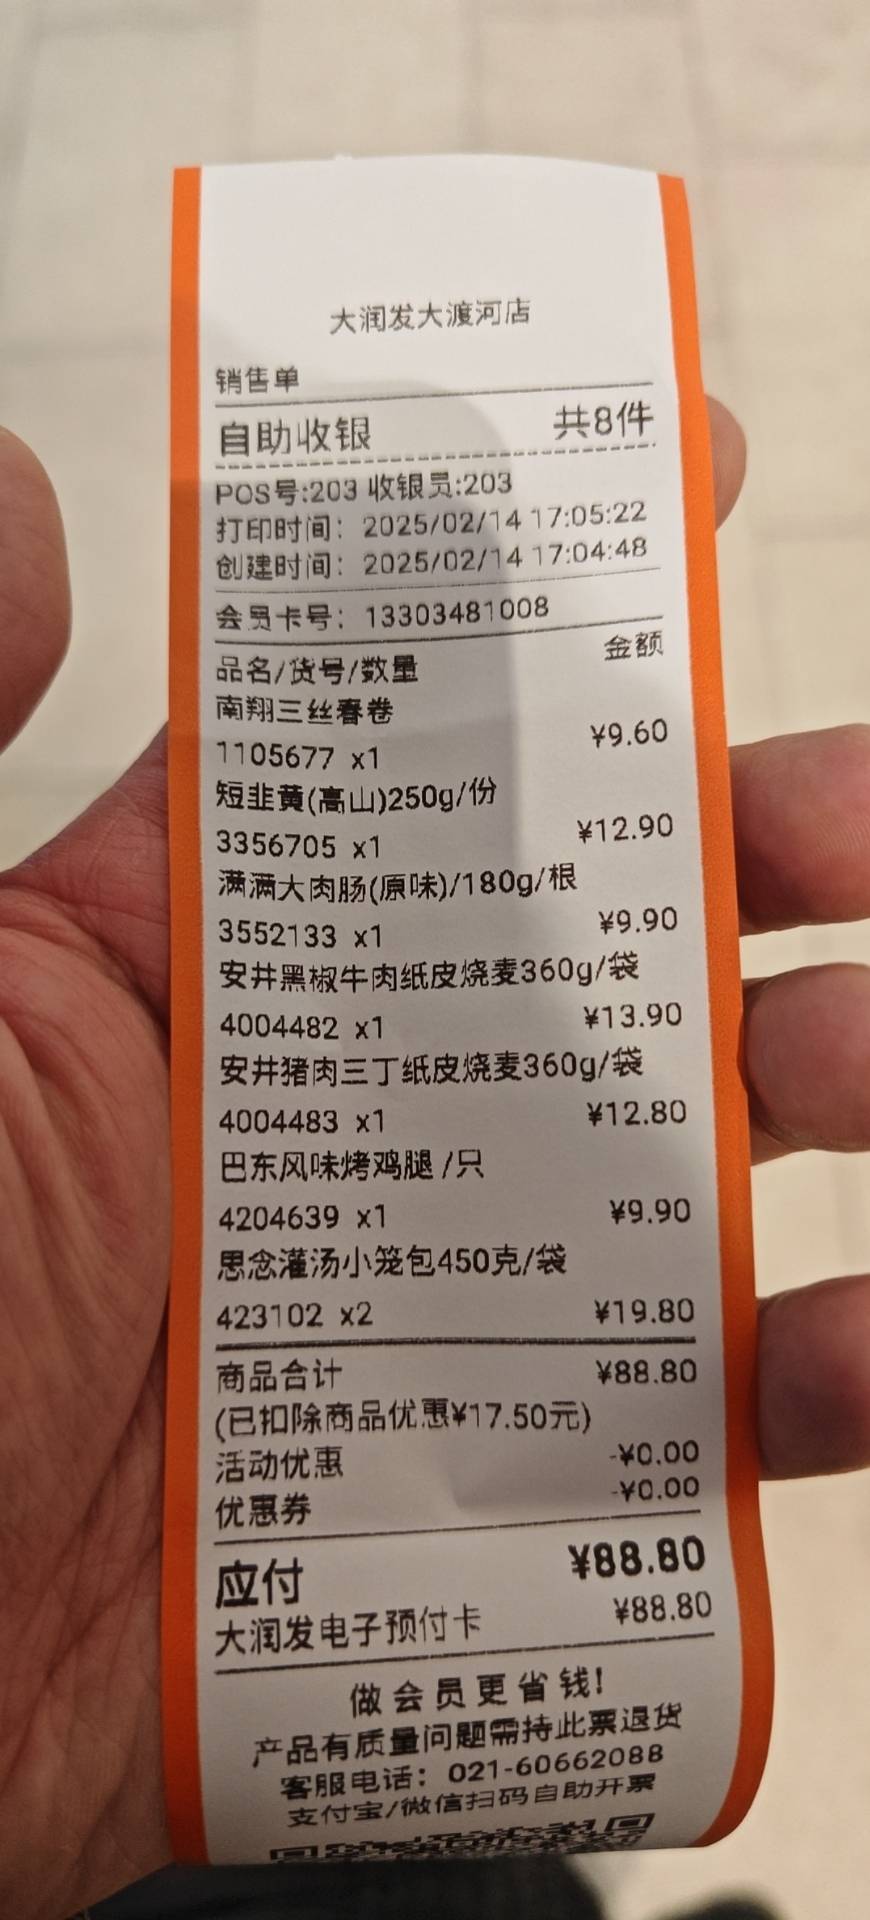 大润发大渡河店
销售单
自助收银 共8件
POS号:203 收银员:203
打印时间: 2025/02/14 17:05:22
创建时间: 2025/02/14 17:04:48
会员卡号: 13303481008
品名/货号/数量 金额
南翔三丝春卷
1105677 x1 ¥9.60
短韭黄(高山)250g/份
3356705 x1 ¥12.90
满满大肉肠(原味)/180g/根
3552133 x1 ¥9.90
安井黑椒牛肉纸皮烧麦360g/袋
4004482 x1 ¥13.90
安井猪肉三丁纸皮烧麦360g/袋
4004483 x1 ¥12.80
巴东风味烤鸡腿 /只
4204639 x1 ¥9.90
思念灌汤小笼包450克/袋
423102 x2 ¥19.80
商品合计 ¥88.80
(已扣除商品优惠¥17.50元)
活动优惠 -¥0.00
优惠券 -¥0.00
应付 ¥88.80
大润发电子预付卡 ¥88.80
做会员更省钱!
产品有质量问题需持此票退货
客服电话: 021-60662088
支付宝/微信扫码自助开票